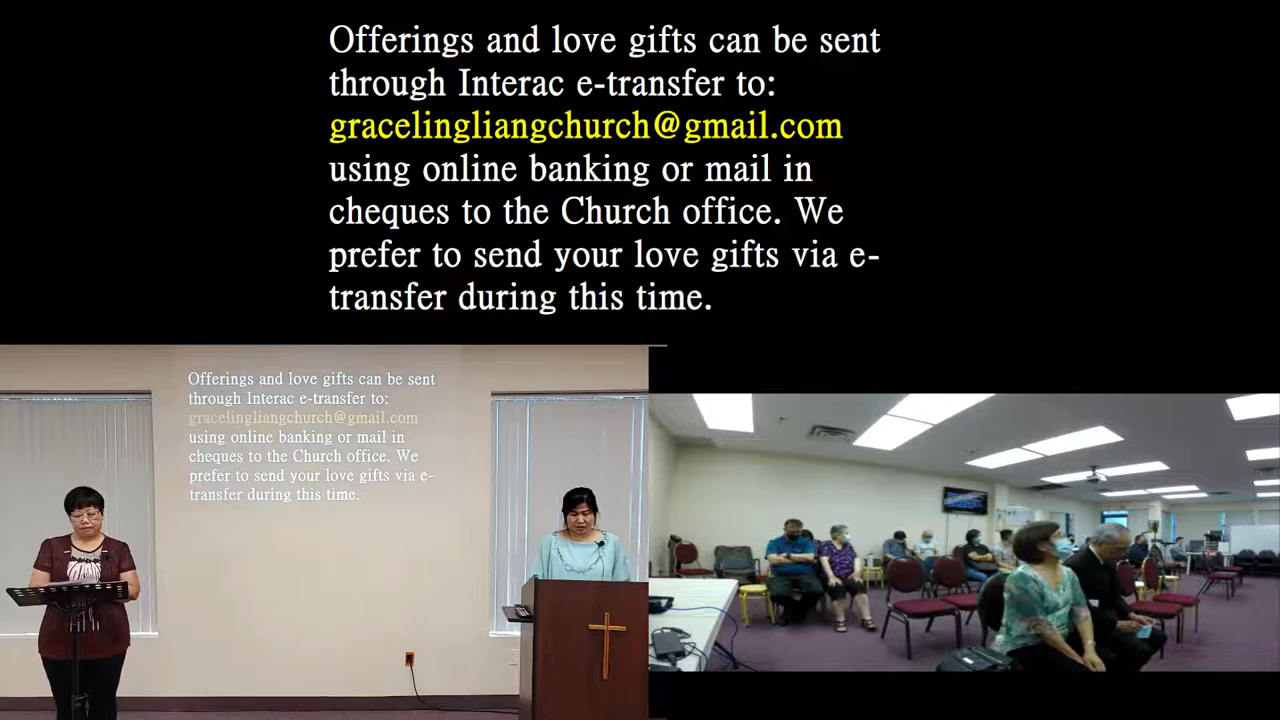 Offerings and love gifts can be sent
through Interac e-transfer to:
gracelingliangchurch@gmail.com
using online banking or mail in
cheques to the Church office. We
prefer to send your love gifts via e-
transfer during this time.
Offerings and love gifts can be sent
through Interac e-transfer to:
gracelingliangchurch@gmail.com
using online banking or mail in
cheques to the Church office. We
prefer to send your love gifts via e-
transfer during this time.